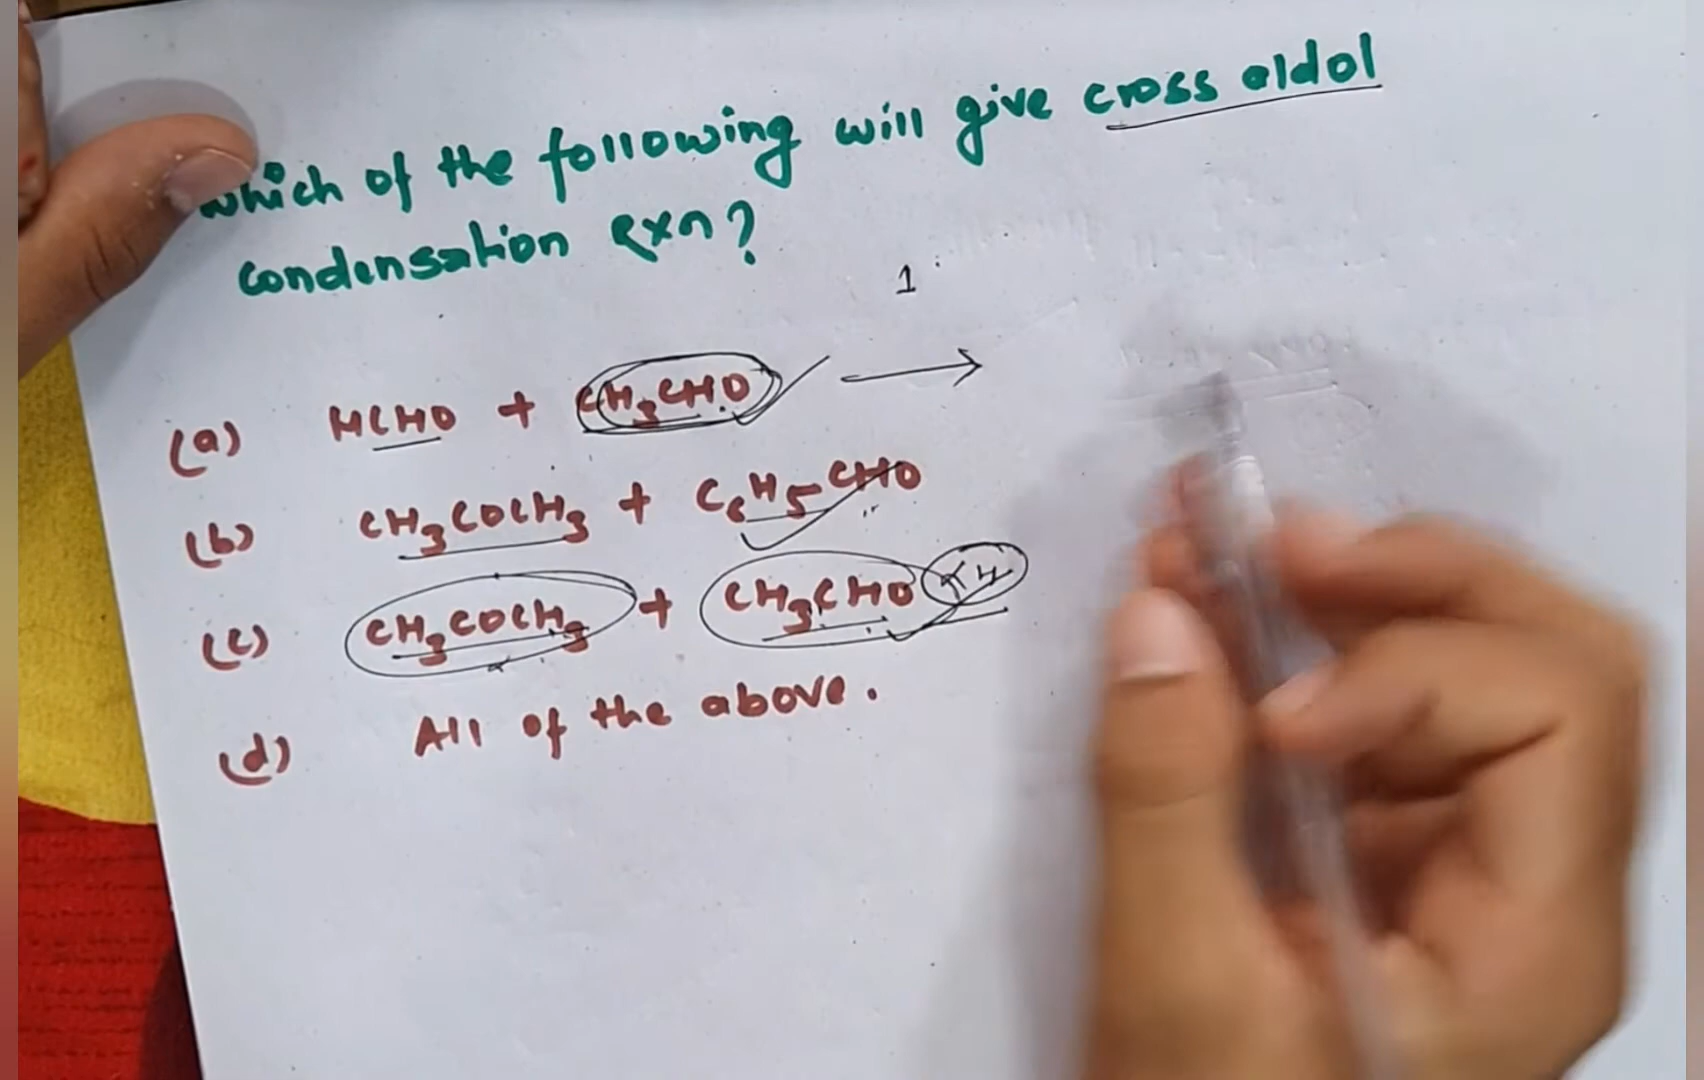 which of the following will give cross aldol
condensation Rxn?
1
(a) HCHO + CH3CHO →
(b) CH3COCH3 + C6H5CHO
(c) CH3COCH3 + CH3CHO
(d) All of the above.